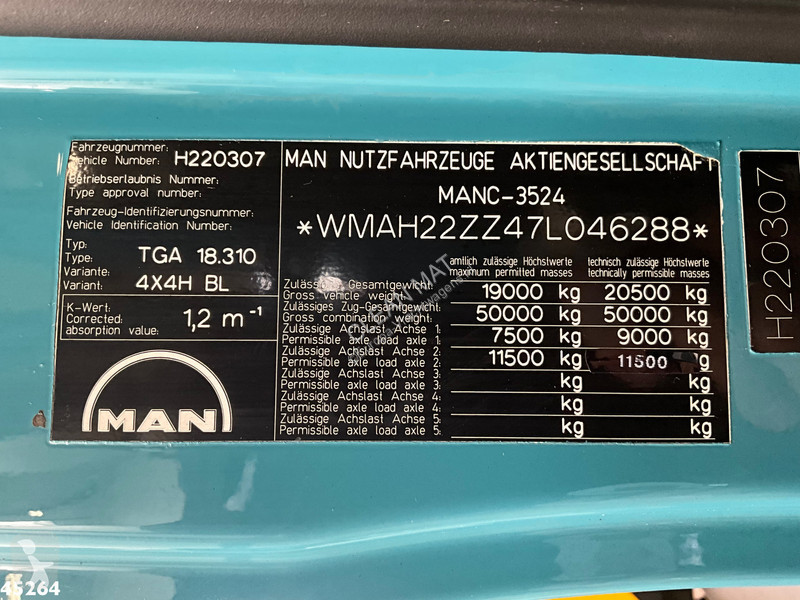 Fahrzeugnummer:
Vehicle Number: H220307
Betriebserlaubnis Nummer:
Type approval number:
Fahrzeug-Identifizierungsnummer:
Vehicle Identification Number:
Typ:
Type: TGA 18.310
Variante:
Variant: 4X4H BL
K-Wert:
Corrected: 1,2 m⁻¹
absorption value:
MAN
MAN NUTZFAHRZEUGE AKTIENGESELLSCHAFT
MANC-3524
*WMAH22ZZ47L046288*
amtlich zulässige Höchstwerte technisch zulässige Höchstwerte
maximum permitted masses technically permissible masses
Zulässiges Gesamtgewicht:
Gross vehicle weight: 19000 kg 20500 kg
Zulässiges Zug-Gesamtgewicht:
Gross combination weight: 50000 kg 50000 kg
Zulässige Achslast Achse 1:
Permissible axle load axle 1: 7500 kg 9000 kg
Zulässige Achslast Achse 2:
Permissible axle load axle 2: 11500 kg 11500 g
Zulässige Achslast Achse 3:
Permissible axle load axle 3: kg kg
Zulässige Achslast Achse 4:
Permissible axle load axle 4: kg kg
Zulässige Achslast Achse 5:
Permissible axle load axle 5: kg kg
H220307
45264